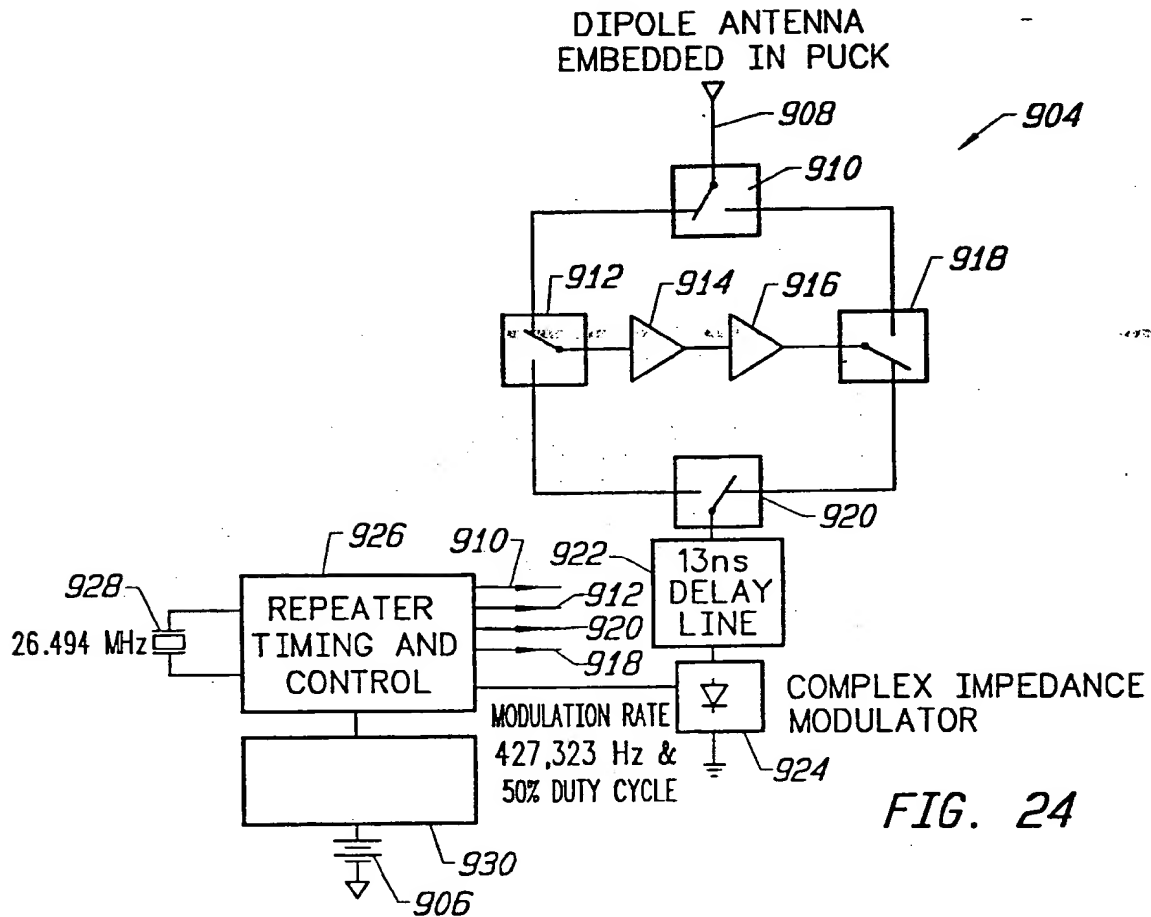 DIPOLE ANTENNA
EMBEDDED IN PUCK
908
904
910
912
914
916
918
920
922
13ns
DELAY
LINE
926
910
912
920
918
928
26.494 MHz
REPEATER
TIMING AND
CONTROL
MODULATION RATE
427,323 Hz &
50% DUTY CYCLE
COMPLEX IMPEDANCE
MODULATOR
924
930
906
FIG. 24